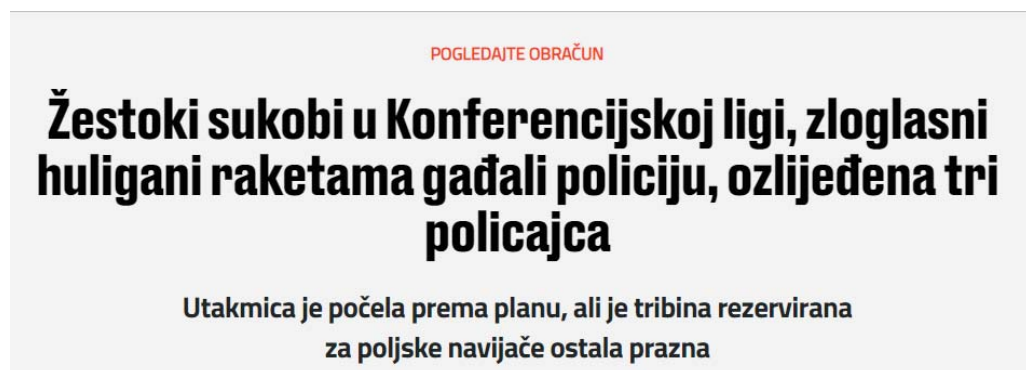 POGLEDAJTE OBRAČUN
Žestoki sukobi u Konferencijskoj ligi, zloglasni
huligani raketama gađali policiju, ozlijeđena tri
policajca
Utakmica je počela prema planu, ali je tribina rezervirana
za poljske navijače ostala prazna